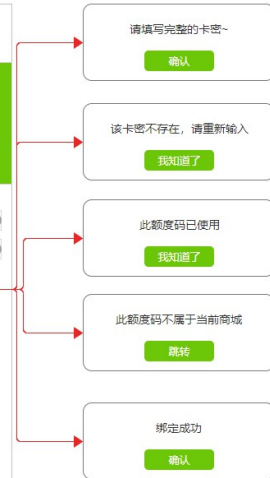 请填写完整的卡密~
确认
该卡密不存在，请重新输入
我知道了
此额度码已使用
我知道了
此额度码不属于当前商城
跳转
绑定成功
确认